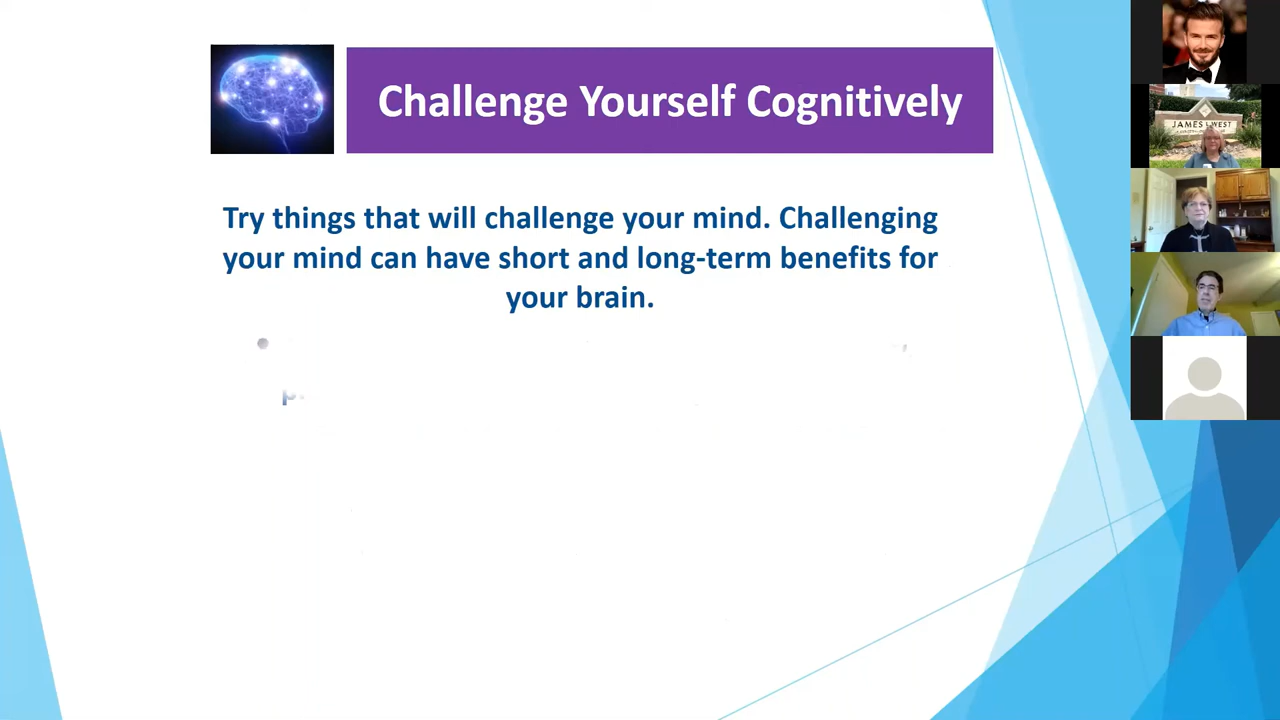 Challenge Yourself Cognitively
Try things that will challenge your mind. Challenging
your mind can have short and long-term benefits for
your brain.
JAMES L. WEST